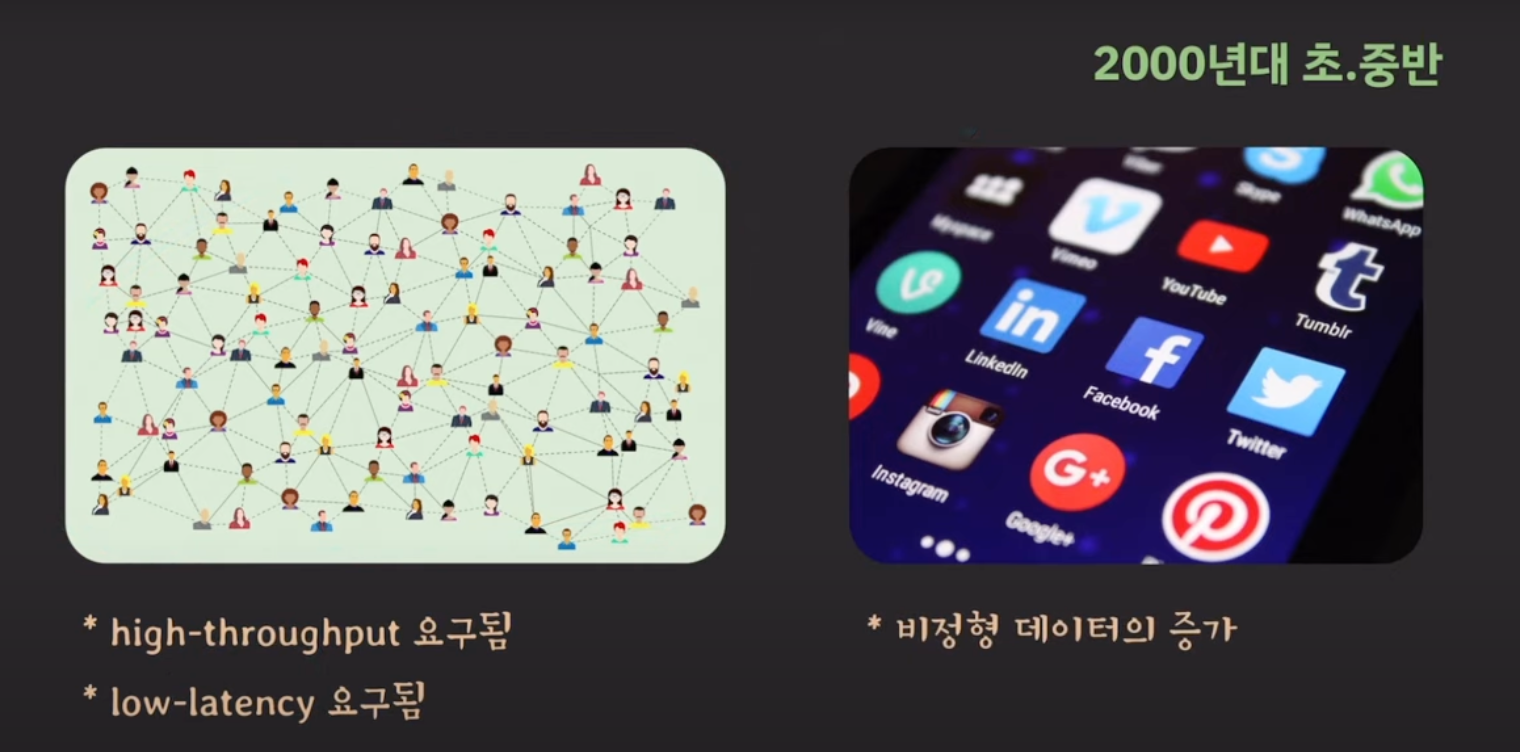 2000년대 초.중반
* high-throughput 요구됨
* low-latency 요구됨
* 비정형 데이터의 증가
Viber
Skype
WhatsApp
Myspace
Vimeo
YouTube
Tumblr
Vine
LinkedIn
Facebook
Twitter
Instagram
Google+